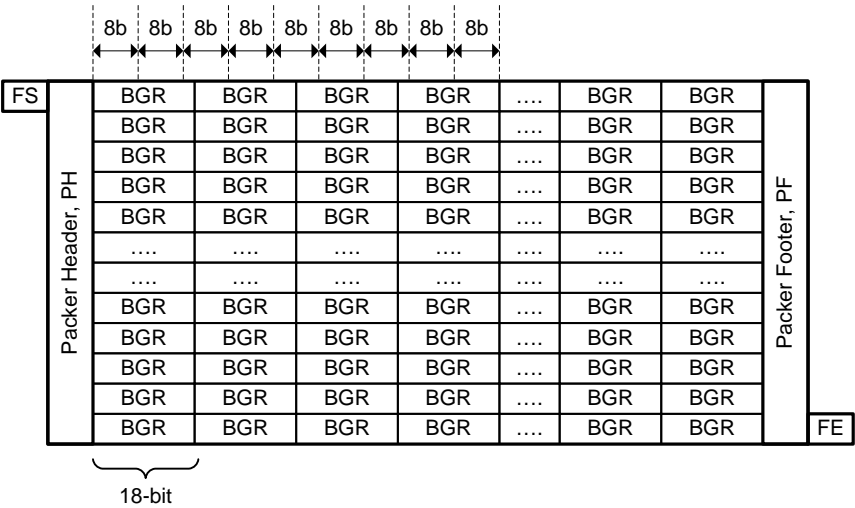 8b 8b 8b 8b 8b 8b 8b 8b 8b
FS BGR BGR BGR BGR .... BGR BGR
BGR BGR BGR BGR .... BGR BGR
BGR BGR BGR BGR .... BGR BGR
BGR BGR BGR BGR .... BGR BGR
BGR BGR BGR BGR .... BGR BGR
.... .... .... .... .... .... ....
.... .... .... .... .... .... ....
BGR BGR BGR BGR .... BGR BGR
BGR BGR BGR BGR .... BGR BGR
BGR BGR BGR BGR .... BGR BGR
BGR BGR BGR BGR .... BGR BGR
BGR BGR BGR BGR .... BGR BGR FE
Packer Header, PH
Packer Footer, PF
18-bit